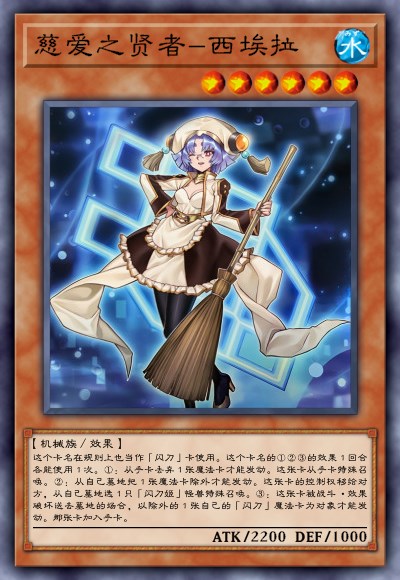 慈爱之贤者-西埃拉
水
【机械族／效果】
这个卡名在规则上也当作「闪刀」卡使用。这个卡名的①②③的效果1回合
各能使用1次。①：从手卡丢弃1张魔法卡才能发动。这张卡从手卡特殊召
唤。②：从自己墓地把1张魔法卡除外才能发动。这张卡的控制权移给对
方，从自己墓地选1只「闪刀姬」怪兽特殊召唤。③：这张卡被战斗·效果
破坏送去墓地的场合，以除外的1张自己的「闪刀」魔法卡为对象才能发
动。那张卡加入手卡。
ATK/2200 DEF/1000